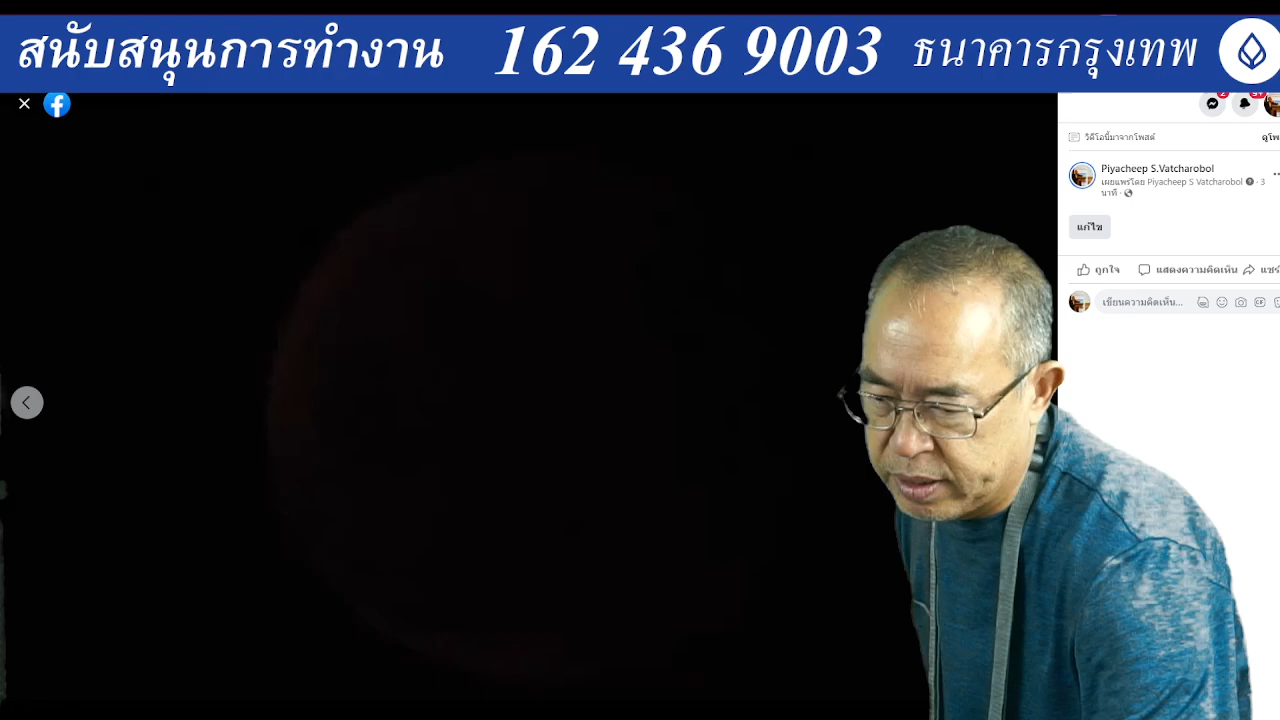 สนับสนุนการทำงาน 162 436 9003 ธนาคารกรุงเทพ
วิดีโอนี้มาจากโพสต์
Piyacheep S.Vatcharobol
เผยแพร่โดย Piyacheep S Vatcharobol · 3
นาที ·
แก้ไข
ถูกใจ แสดงความคิดเห็น
เขียนความคิดเห็น...